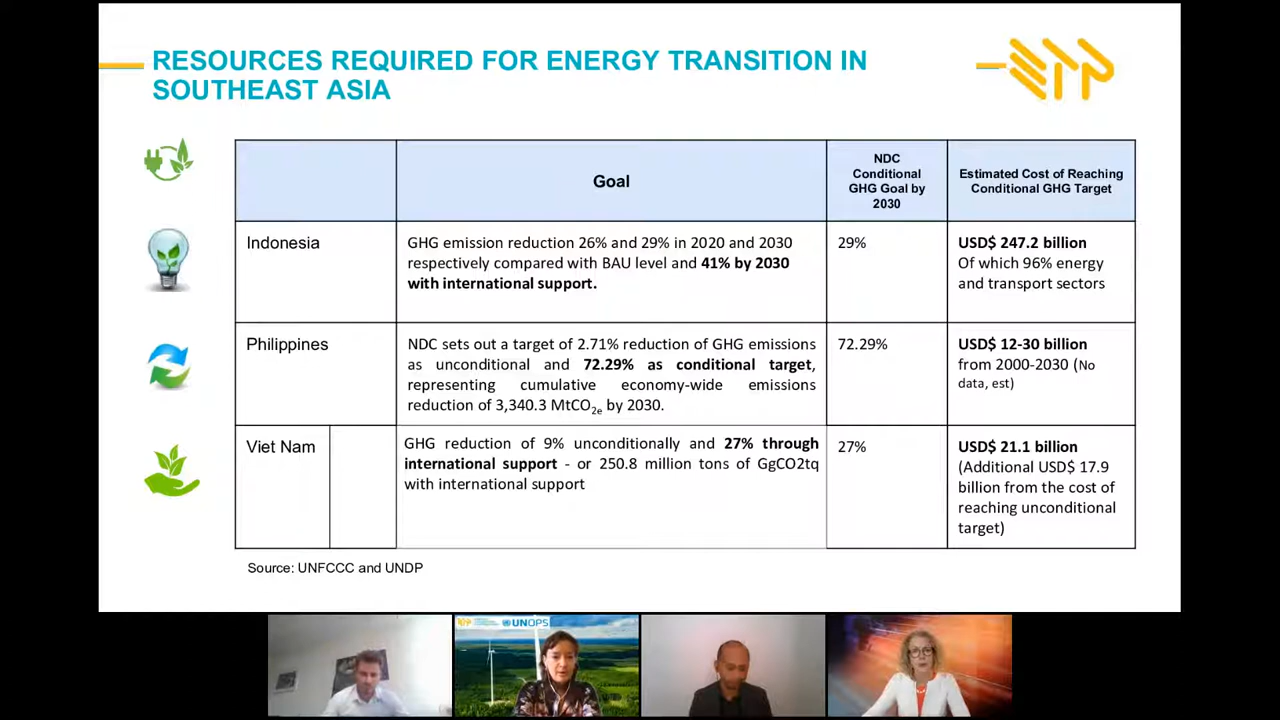 RESOURCES REQUIRED FOR ENERGY TRANSITION IN
SOUTHEAST ASIA
ETP
Goal
NDC
Conditional
GHG Goal by
2030
Estimated Cost of Reaching
Conditional GHG Target
Indonesia
GHG emission reduction 26% and 29% in 2020 and 2030
respectively compared with BAU level and 41% by 2030
with international support.
29%
USD$ 247.2 billion
Of which 96% energy
and transport sectors
Philippines
NDC sets out a target of 2.71% reduction of GHG emissions
as unconditional and 72.29% as conditional target,
representing cumulative economy-wide emissions
reduction of 3,340.3 MtCO2e by 2030.
72.29%
USD$ 12-30 billion
from 2000-2030 (No
data, est)
Viet Nam
GHG reduction of 9% unconditionally and 27% through
international support - or 250.8 million tons of GgCO2tq
with international support
27%
USD$ 21.1 billion
(Additional USD$ 17.9
billion from the cost of
reaching unconditional
target)
Source: UNFCCC and UNDP
UNOPS